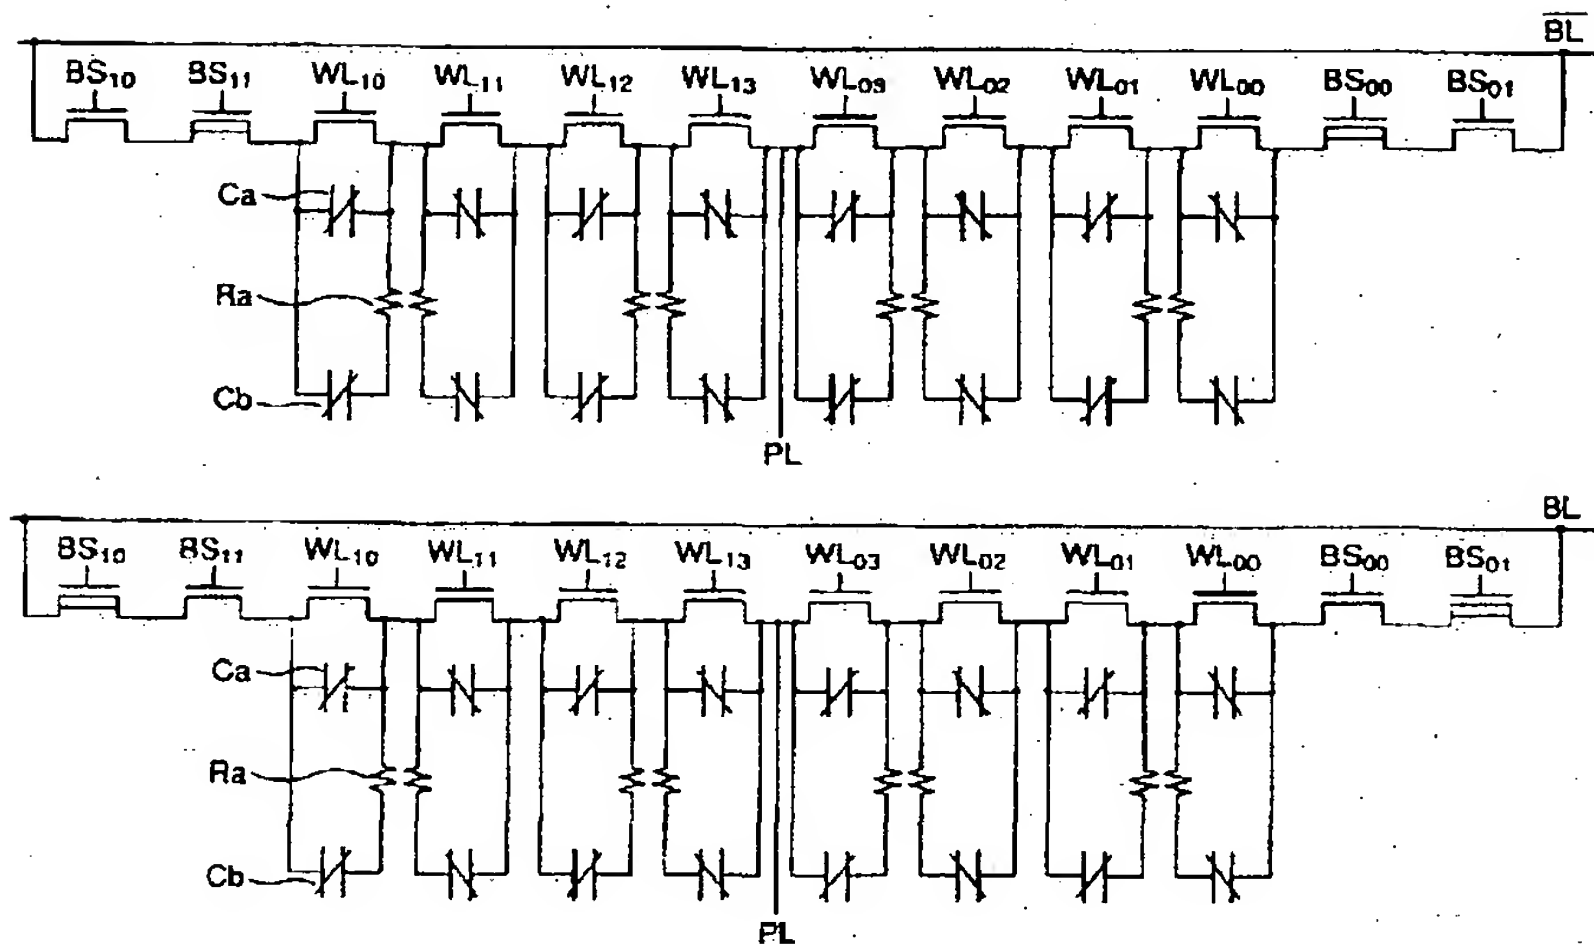 B̅L̅
BS₁₀ BS₁₁ WL₁₀ WL₁₁ WL₁₂ WL₁₃ WL₀₃ WL₀₂ WL₀₁ WL₀₀ BS₀₀ BS₀₁
Ca
Ra
Cb
PL
BL
BS₁₀ BS₁₁ WL₁₀ WL₁₁ WL₁₂ WL₁₃ WL₀₃ WL₀₂ WL₀₁ WL₀₀ BS₀₀ BS₀₁
Ca
Ra
Cb
PL